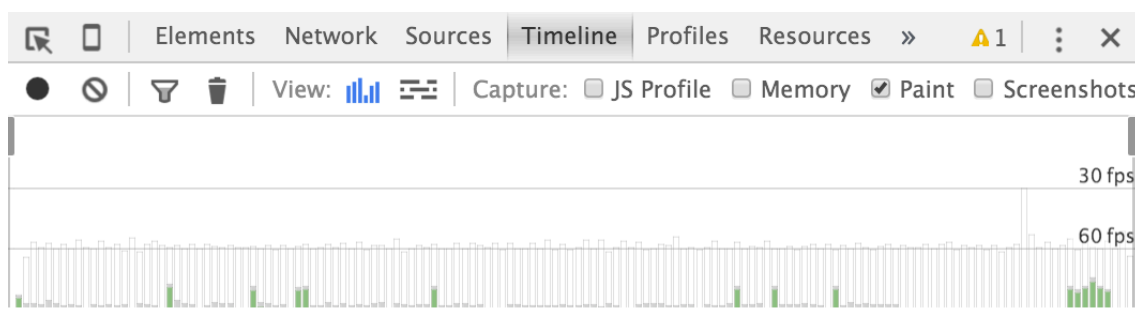 Elements Network Sources Timeline Profiles Resources » 1
View: Capture: JS Profile Memory Paint Screenshots
30 fps
60 fps